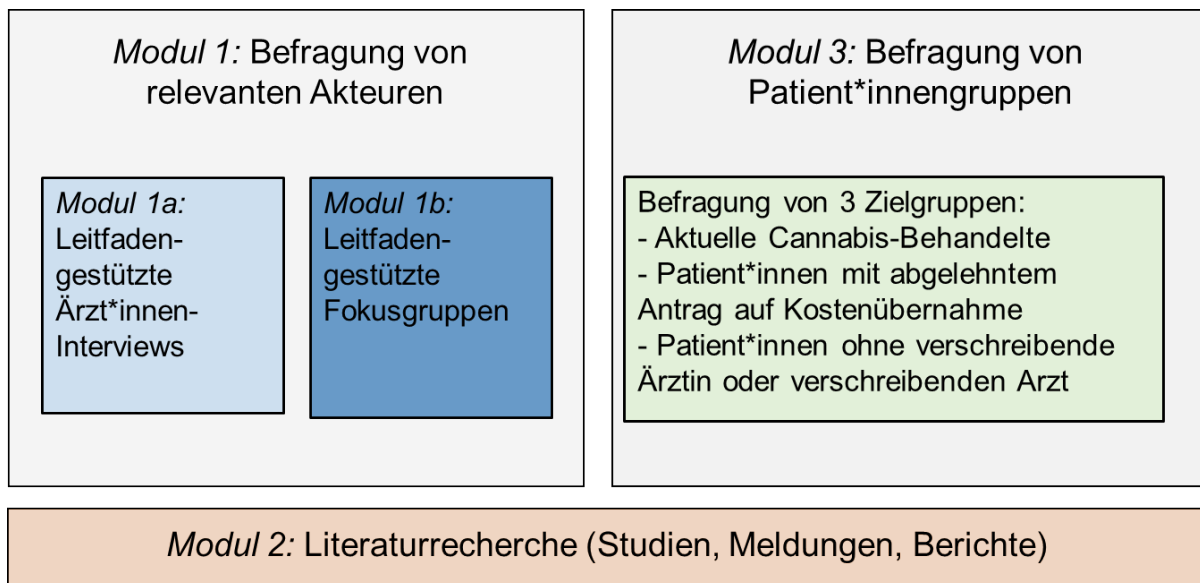 Modul 1: Befragung von
relevanten Akteuren
Modul 1a:
Leitfaden-
gestützte
Ärzt*innen-
Interviews
Modul 1b:
Leitfaden-
gestützte
Fokusgruppen
Modul 3: Befragung von
Patient*innengruppen
Befragung von 3 Zielgruppen:
- Aktuelle Cannabis-Behandelte
- Patient*innen mit abgelehntem
Antrag auf Kostenübernahme
- Patient*innen ohne verschreibende
Ärztin oder verschreibenden Arzt
Modul 2: Literaturrecherche (Studien, Meldungen, Berichte)